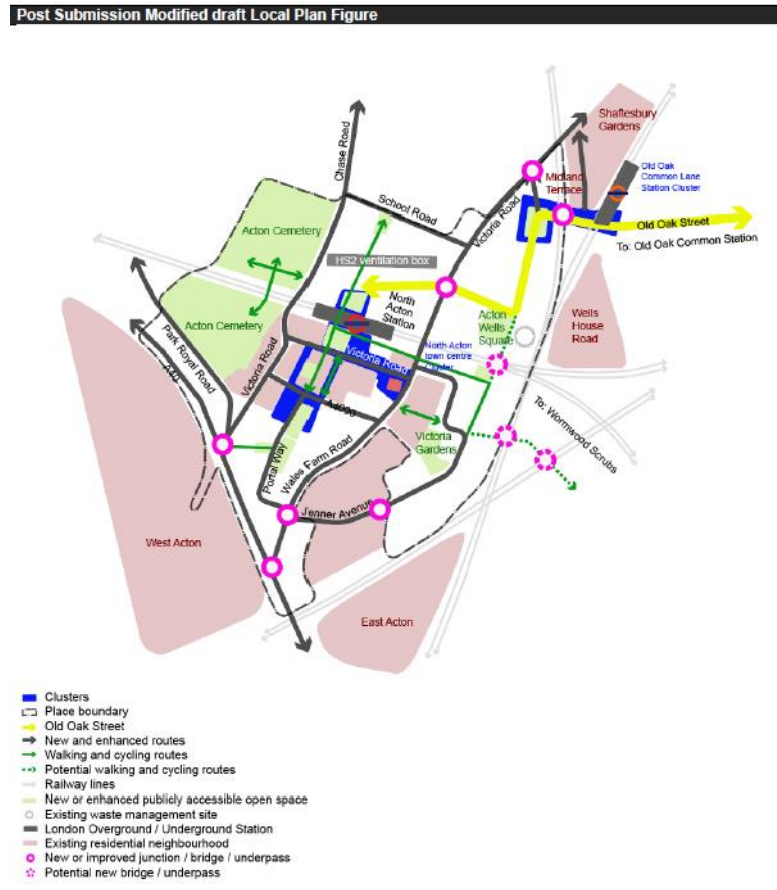 Post Submission Modified draft Local Plan Figure
Shaftesbury
Gardens
Chase Road
Old Oak
Common Lane
Station Cluster
Midland
Terrace
School Road
Victoria Road
Acton Cemetery
Old Oak Street
To: Old Oak Common Station
HS2 ventilation box
North
Acton
Station
Acton
Wells
Square
Wells
House
Road
Acton Cemetery
Park Royal Road
A40
Victoria Road
Victoria Road
North Acton
town centre
Cluster
A4000
To: Wormwood Scrubs
Victoria
Gardens
Portal Way
Wales Farm Road
Jenner Avenue
West Acton
East Acton
Clusters
Place boundary
Old Oak Street
New and enhanced routes
Walking and cycling routes
Potential walking and cycling routes
Railway lines
New or enhanced publicly accessible open space
Existing waste management site
London Overground / Underground Station
Existing residential neighbourhood
New or improved junction / bridge / underpass
Potential new bridge / underpass